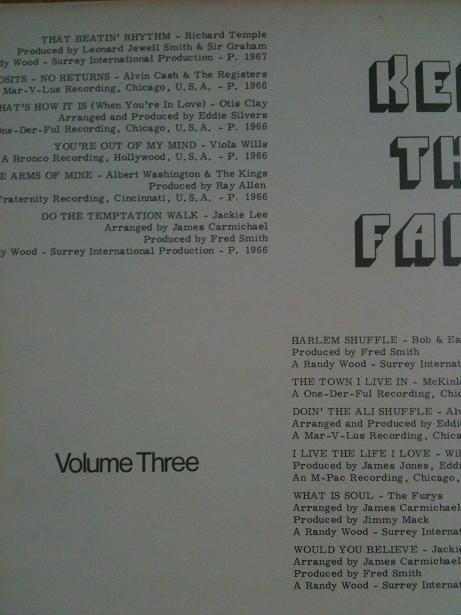 THAT BEATIN' RHYTHM - Richard Temple
Produced by Leonard Jewell Smith & Sir Graham
dy Wood - Surrey International Production - P. 1967
OSITS - NO RETURNS - Alvin Cash & The Registers
Mar-V-Lus Recording, Chicago, U.S.A. - P. 1966
HAT'S HOW IT IS (When You're In Love) - Otis Clay
Arranged and Produced by Eddie Silvers
One-Der-Ful Recording, Chicago, U.S.A. - P. 1966
YOU'RE OUT OF MY MIND - Viola Wills
A Bronco Recording, Hollywood, U.S.A. - P. 1966
E ARMS OF MINE - Albert Washington & The Kings
Produced by Ray Allen
Fraternity Recording, Cincinnati, U.S.A. - P. 1966
DO THE TEMPTATION WALK - Jackie Lee
Arranged by James Carmichael
Produced by Fred Smith
y Wood - Surrey International Production - P. 1966
KEE
TH
FAI
HARLEM SHUFFLE - Bob & Ea
Produced by Fred Smith
A Randy Wood - Surrey Internat
THE TOWN I LIVE IN - McKinl
A One-Der-Ful Recording, Chic
DOIN' THE ALI SHUFFLE - Alv
Arranged and Produced by Eddi
A Mar-V-Lus Recording, Chica
I LIVE THE LIFE I LOVE - Wil
Produced by James Jones, Eddi
An M-Pac Recording, Chicago,
WHAT IS SOUL - The Furys
Arranged by James Carmichael
Produced by Jimmy Mack
A Randy Wood - Surrey Internat
WOULD YOU BELIEVE - Jackie
Arranged by James Carmichael
Produced by Fred Smith
A Randy Wood - Surrey Internat
Volume Three